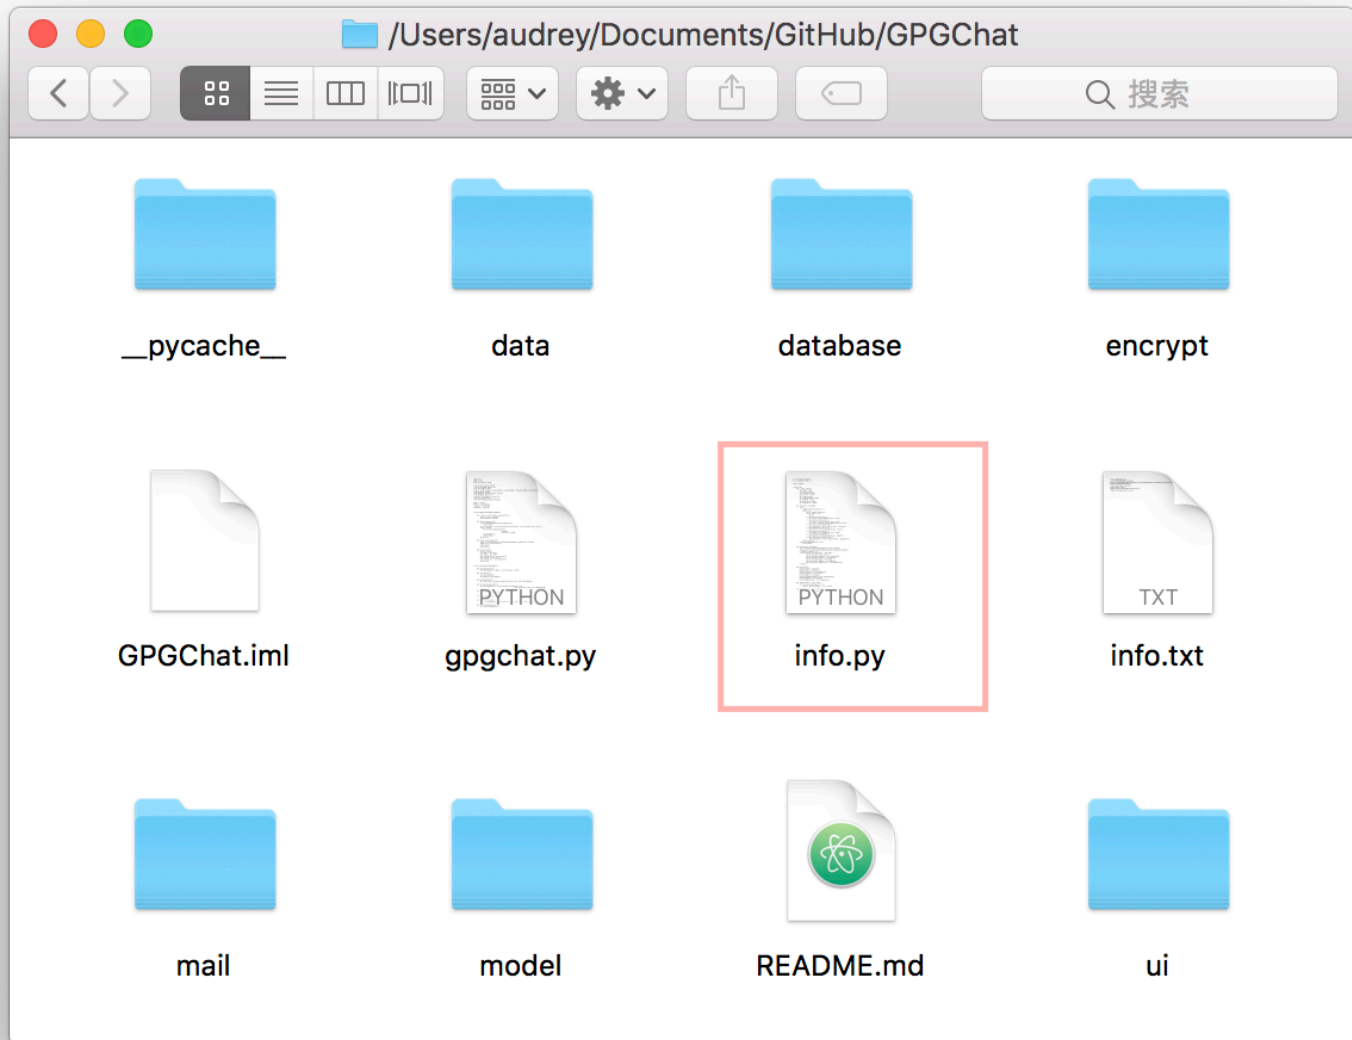 /Users/audrey/Documents/GitHub/GPGChat
搜索
__pycache__
data
database
encrypt
PYTHON
PYTHON
TXT
GPGChat.iml
gpgchat.py
info.py
info.txt
mail
model
README.md
ui